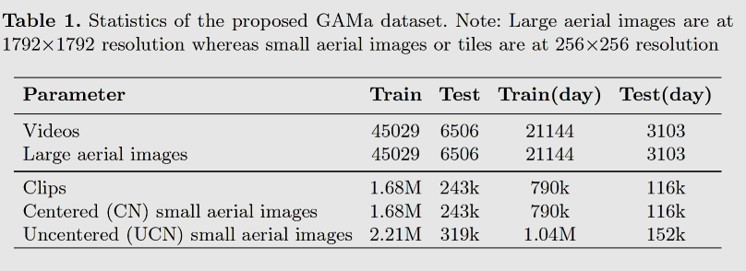 Table 1. Statistics of the proposed GAMa dataset. Note: Large aerial images are at
1792×1792 resolution whereas small aerial images or tiles are at 256×256 resolution
Parameter Train Test Train(day) Test(day)
Videos 45029 6506 21144 3103
Large aerial images 45029 6506 21144 3103
Clips 1.68M 243k 790k 116k
Centered (CN) small aerial images 1.68M 243k 790k 116k
Uncentered (UCN) small aerial images 2.21M 319k 1.04M 152k